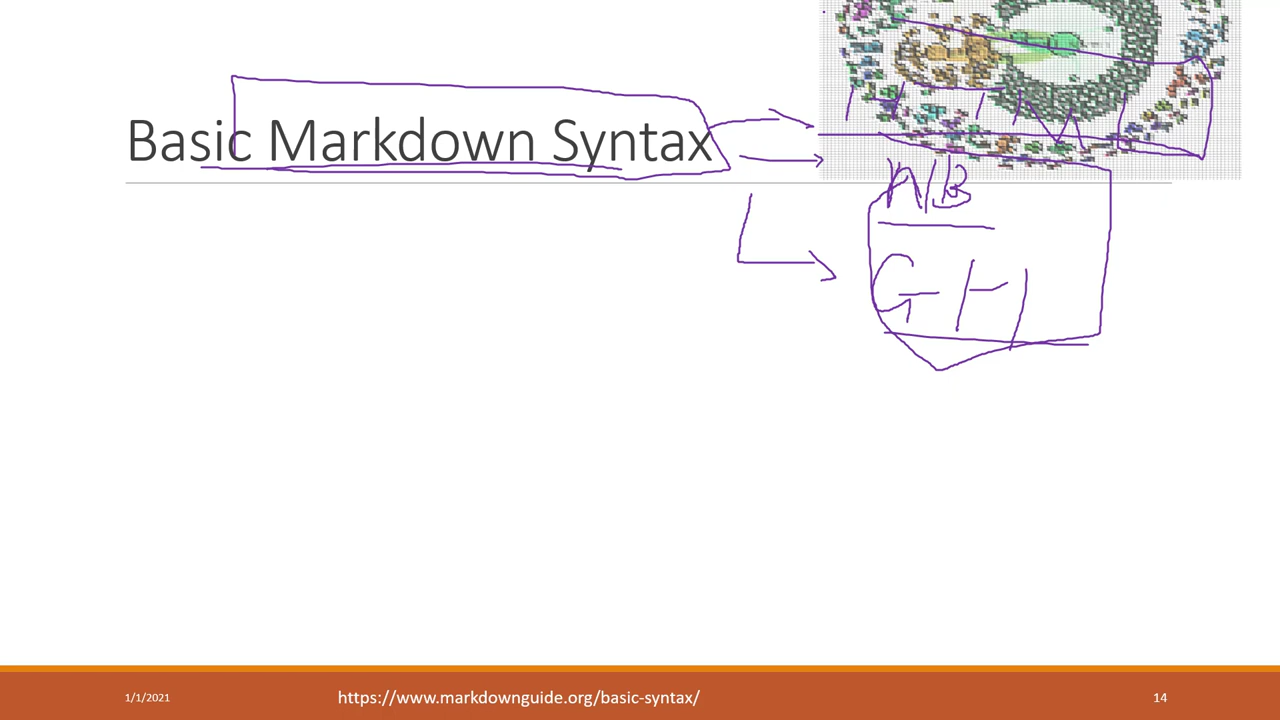 HTML
Basic Markdown Syntax
NB
GH
1/1/2021 https://www.markdownguide.org/basic-syntax/ 14